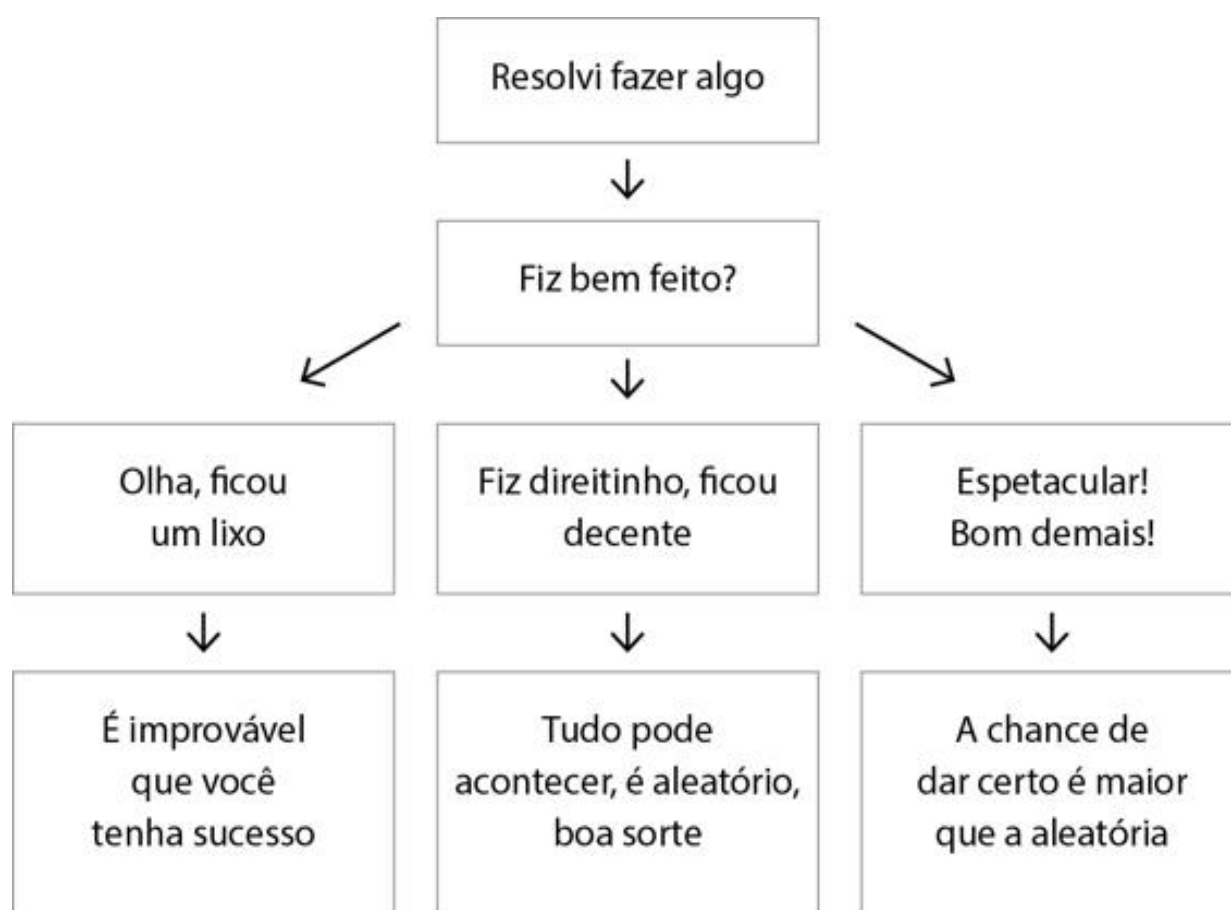 Resolvi fazer algo
Fiz bem feito?
Olha, ficou
um lixo
Fiz direitinho, ficou
decente
Espetacular!
Bom demais!
É improvável
que você
tenha sucesso
Tudo pode
acontecer, é aleatório,
boa sorte
A chance de
dar certo é maior
que a aleatória